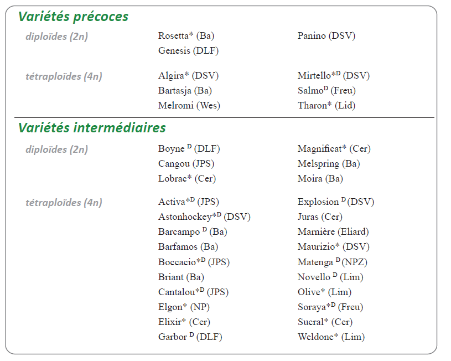 Variétés précoces
diploïdes (2n) Rosetta* (Ba) Panino (DSV)
Genesis (DLF)
tétraploïdes (4n) Algira* (DSV) Mirtello*ᴰ (DSV)
Bartasja (Ba) Salmoᴰ (Freu)
Melromi (Wes) Tharon* (Lid)
Variétés intermédiaires
diploïdes (2n) Boyne ᴰ (DLF) Magnificat* (Cer)
Cangou (JPS) Melspring (Ba)
Lobrac* (Cer) Moira (Ba)
tétraploïdes (4n) Activa*ᴰ (JPS) Explosion ᴰ (DSV)
Astonhockey*ᴰ (DSV) Juras (Cer)
Barcampo ᴰ (Ba) Marnière (Eliard)
Barfamos (Ba) Maurizio* (DSV)
Boccacio*ᴰ (JPS) Matenga ᴰ (NPZ)
Briant (Ba) Novello ᴰ (Lim)
Cantalou*ᴰ (JPS) Olive* (Lim)
Elgon* (NP) Soraya*ᴰ (Freu)
Elixir* (Cer) Sucral* (Cer)
Garbor ᴰ (DLF) Weldone* (Lim)